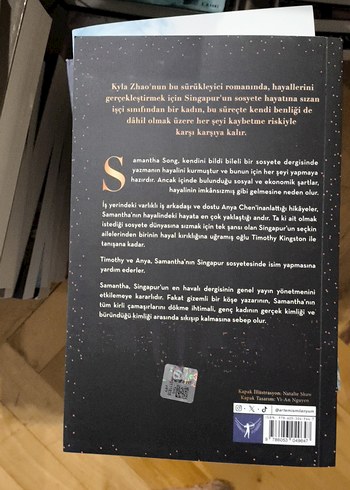 Kyla Zhao'nun bu sürükleyici romanında, hayallerini
gerçekleştirmek için Singapur'un sosyete hayatına sızan
işçi sınıfından bir kadın, bu süreçte kendi benliği de
dâhil olmak üzere her şeyi kaybetme riskiyle
karşı karşıya kalır.
Samantha Song, kendini bildi bileli bir sosyete dergisinde
yazmanın hayalini kurmuştur ve bunun için her şeyi yapmaya
hazırdır. Ancak içinde bulunduğu sosyal ve ekonomik şartlar,
hayalinin imkânsızmış gibi gelmesine neden olur.
İş yerindeki varlıklı iş arkadaşı ve dostu Anya Chen'inanlattığı hikâyeler,
Samantha'nın hayalindeki hayata en çok yaklaştığı andır. Ta ki ait olmak
istediği sosyete dünyasına sızmak için tek şansı olan Singapur'un seçkin
ailelerinden birinin hayal kırıklığına uğramış oğlu Timothy Kingston ile
tanışana kadar.
Timothy ve Anya, Samantha'nın Singapur sosyetesinde isim yapmasına
yardım ederler.
Samantha, Singapur'un en havalı dergisinin genel yayın yönetmenini
etkilemeye kararlıdır. Fakat gizemli bir köşe yazarının, Samantha'nın
tüm kirli çamaşırlarını dökme ihtimali, genç kadının gerçek kimliği ve
büründüğü kimliği arasında sıkışıp kalmasına sebep olur.
Kapak İllüstrasyon: Natalie Shaw
Kapak Tasarım: Vi-An Nguyen
@artemismilenyum